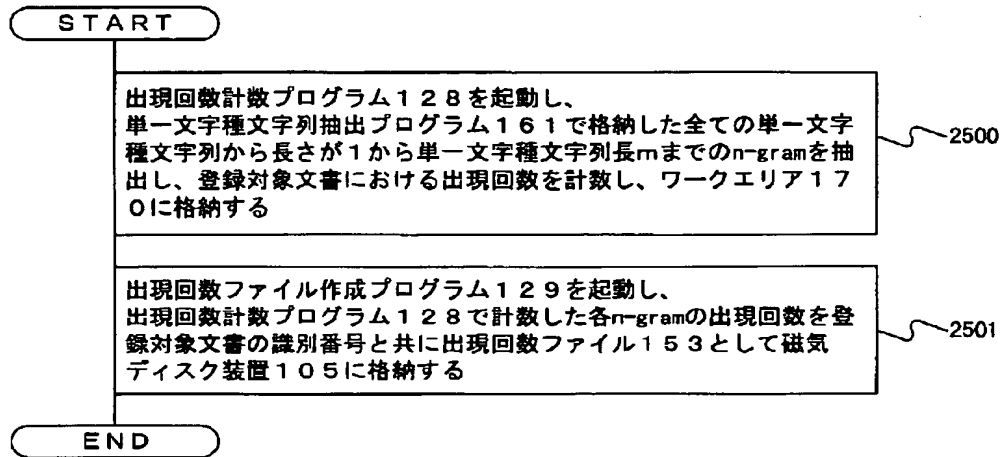 START
出現回数計数プログラム128を起動し、
単一文字種文字列抽出プログラム161で格納した全ての単一文字
種文字列から長さが1から単一文字種文字列長mまでのn-gramを抽
出し、登録対象文書における出現回数を計数し、ワークエリア17
0に格納する
2500
出現回数ファイル作成プログラム129を起動し、
出現回数計数プログラム128で計数した各n-gramの出現回数を登
録対象文書の識別番号と共に出現回数ファイル153として磁気
ディスク装置105に格納する
2501
END